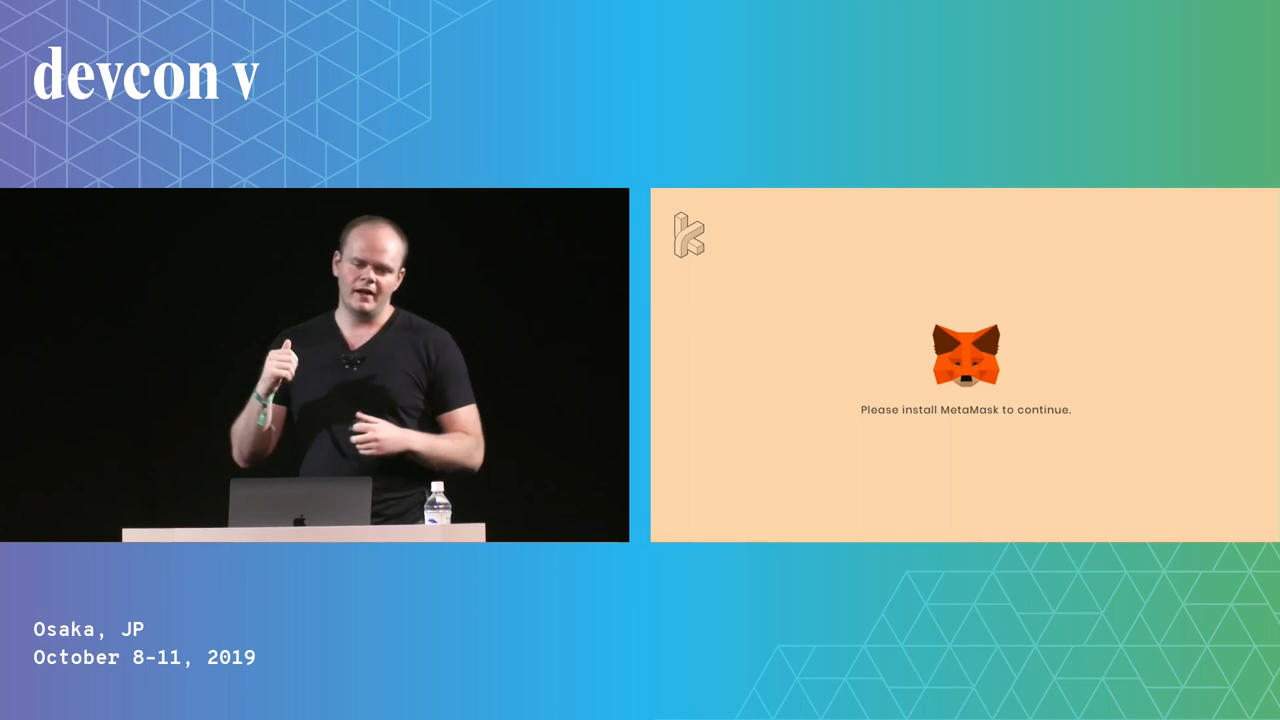 devcon v
Please install MetaMask to continue.
Osaka, JP
October 8-11, 2019